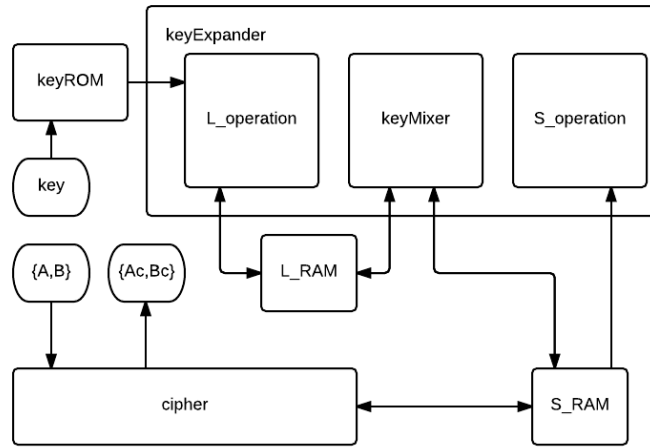 keyExpander
keyROM
L_operation
keyMixer
S_operation
key
{A,B}
{Ac,Bc}
L_RAM
cipher
S_RAM